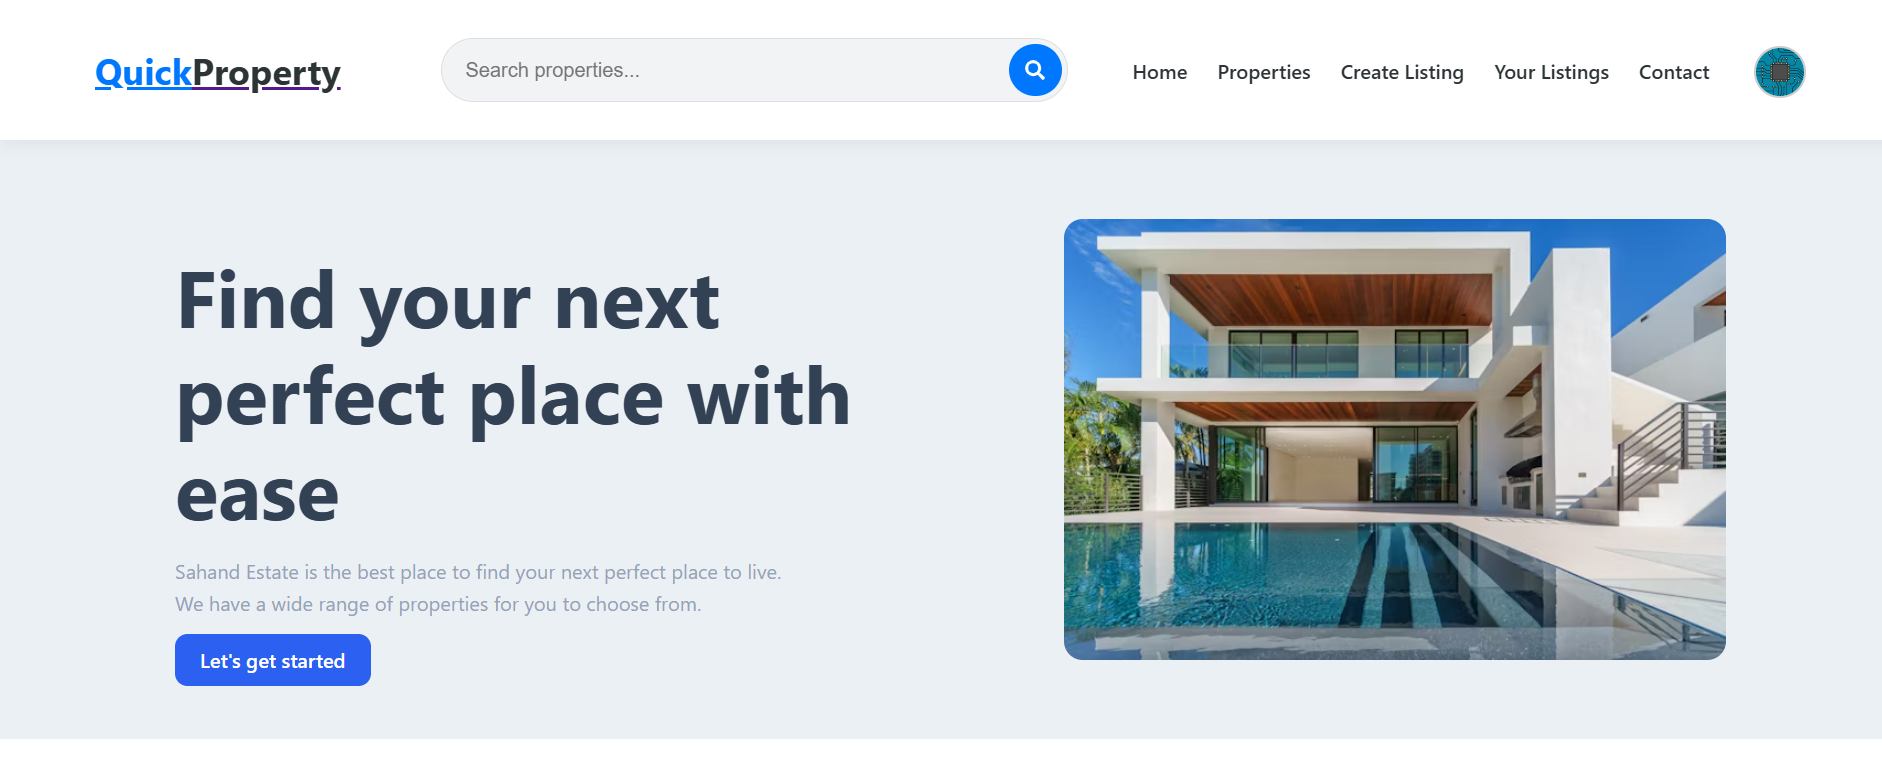 QuickProperty
Search properties...
Home
Properties
Create Listing
Your Listings
Contact
Find your next
perfect place with
ease
Sahand Estate is the best place to find your next perfect place to live.
We have a wide range of properties for you to choose from.
Let's get started